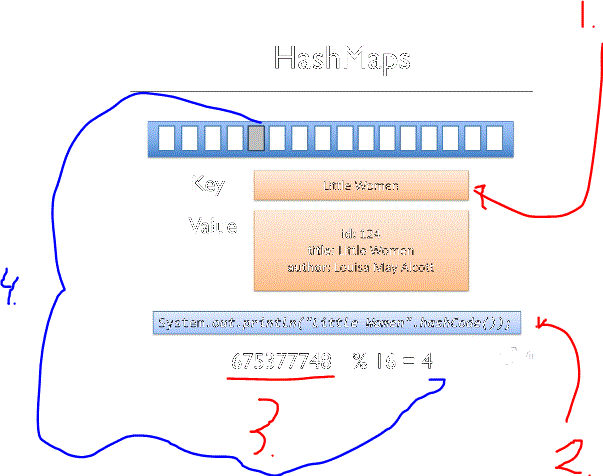 1.
HashMaps
Key
Little Women
Value
id: 124
title: Little Women
author: Louisa May Alcott
4.
System.out.println("Little Women".hashCode());
675377748 % 16 = 4
3.
2.